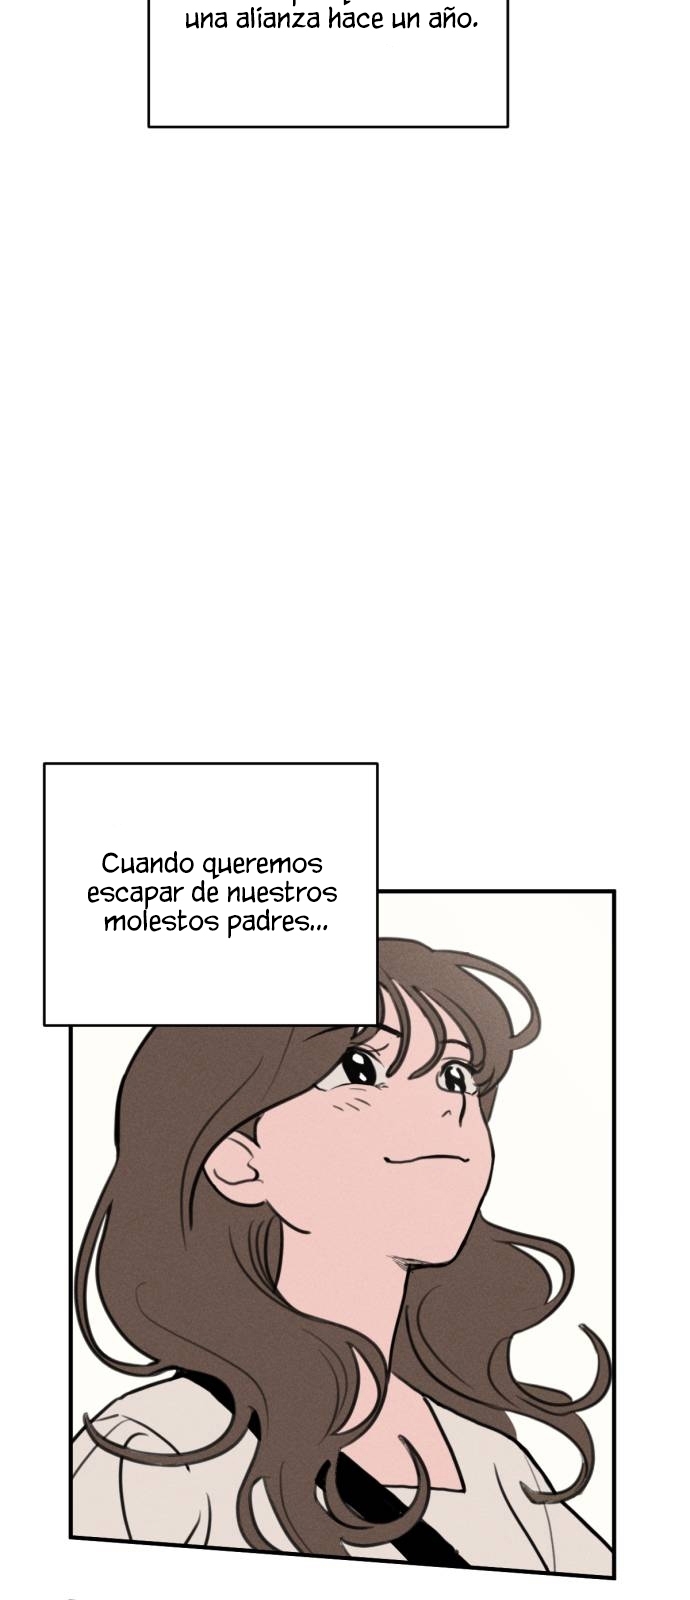 una alianza hace un año.
Cuando queremos
escapar de nuestros
molestos padres...